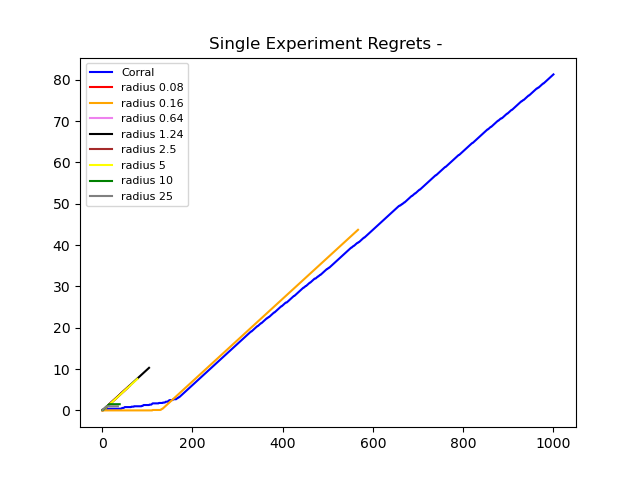 Single Experiment Regrets -
Corral
radius 0.08
radius 0.16
radius 0.64
radius 1.24
radius 2.5
radius 5
radius 10
radius 25
80
70
60
50
40
30
20
10
0
0 200 400 600 800 1000